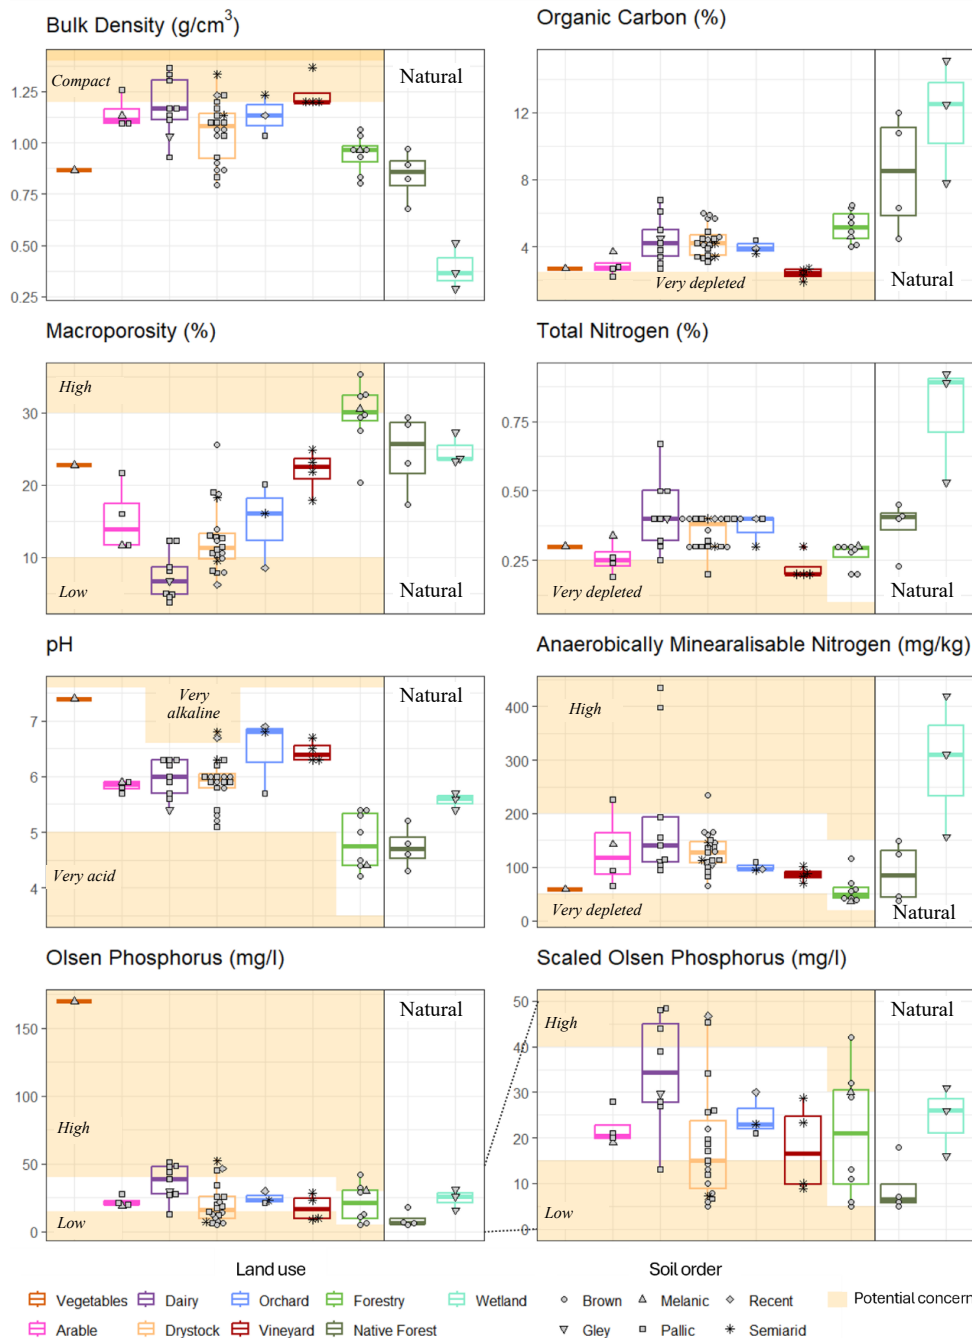 Bulk Density (g/cm³)
Organic Carbon (%)
Compact
Natural
1.25
1.00
0.75
0.50
0.25
12
8
4
Very depleted
Natural
Macroporosity (%)
Total Nitrogen (%)
High
30
20
10
0
Low
Natural
0.75
0.50
0.25
Very depleted
Natural
pH
Anaerobically Minearalisable Nitrogen (mg/kg)
Very
alkaline
Natural
7
6
5
4
Very acid
400
300
200
100
0
High
Very depleted
Natural
Olsen Phosphorus (mg/l)
Scaled Olsen Phosphorus (mg/l)
Natural
150
100
50
0
High
Low
50
40
30
20
10
0
High
Low
Natural
Land use
Soil order
Vegetables Dairy Orchard Forestry Wetland Brown Melanic Recent Potential concern
Arable Drystock Vineyard Native Forest Gley Pallic Semiarid